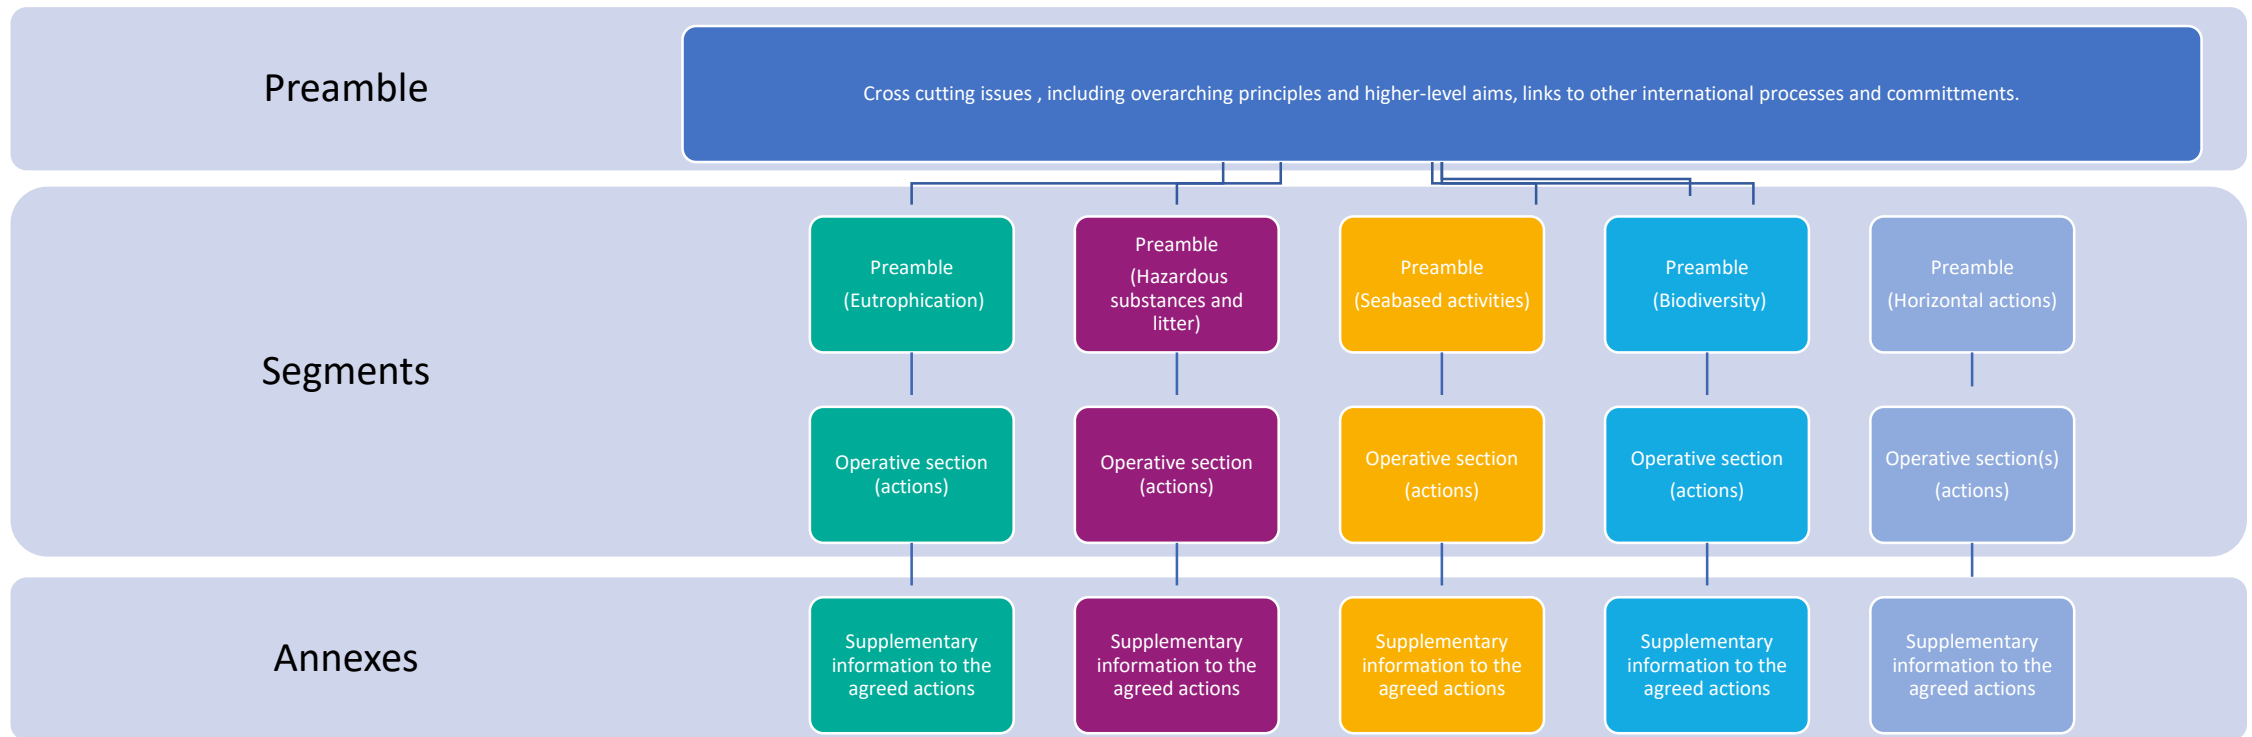 Preamble
Cross cutting issues , including overarching principles and higher-level aims, links to other international processes and committments.
Segments
Preamble
(Eutrophication)
Preamble
(Hazardous
substances and
litter)
Preamble
(Seabased activities)
Preamble
(Biodiversity)
Preamble
(Horizontal actions)
Operative section
(actions)
Operative section
(actions)
Operative section
(actions)
Operative section
(actions)
Operative section(s)
(actions)
Annexes
Supplementary
information to the
agreed actions
Supplementary
information to the
agreed actions
Supplementary
information to the
agreed actions
Supplementary
information to the
agreed actions
Supplementary
information to the
agreed actions